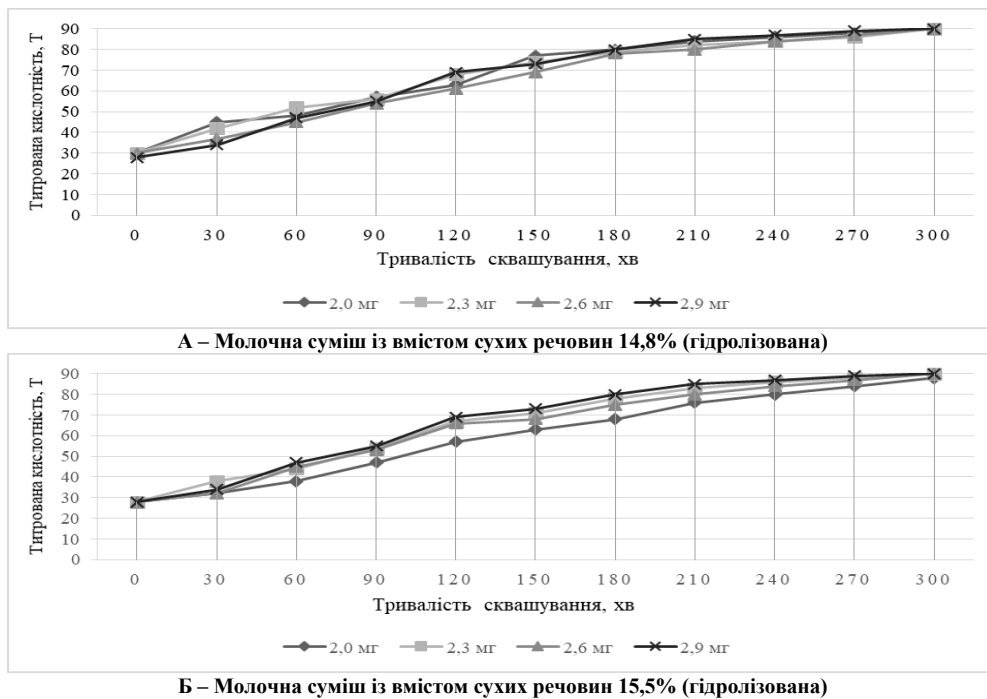 90
80
70
60
50
40
30
20
10
0
Титрована кислотність, Т
0 30 60 90 120 150 180 210 240 270 300
Тривалість сквашування, хв
2,0 мг 2,3 мг 2,6 мг 2,9 мг
А – Молочна суміш із вмістом сухих речовин 14,8% (гідролізована)
90
80
70
60
50
40
30
20
10
0
Титрована кислотність, Т
0 30 60 90 120 150 180 210 240 270 300
Тривалість сквашування, хв
2,0 мг 2,3 мг 2,6 мг 2,9 мг
Б – Молочна суміш із вмістом сухих речовин 15,5% (гідролізована)